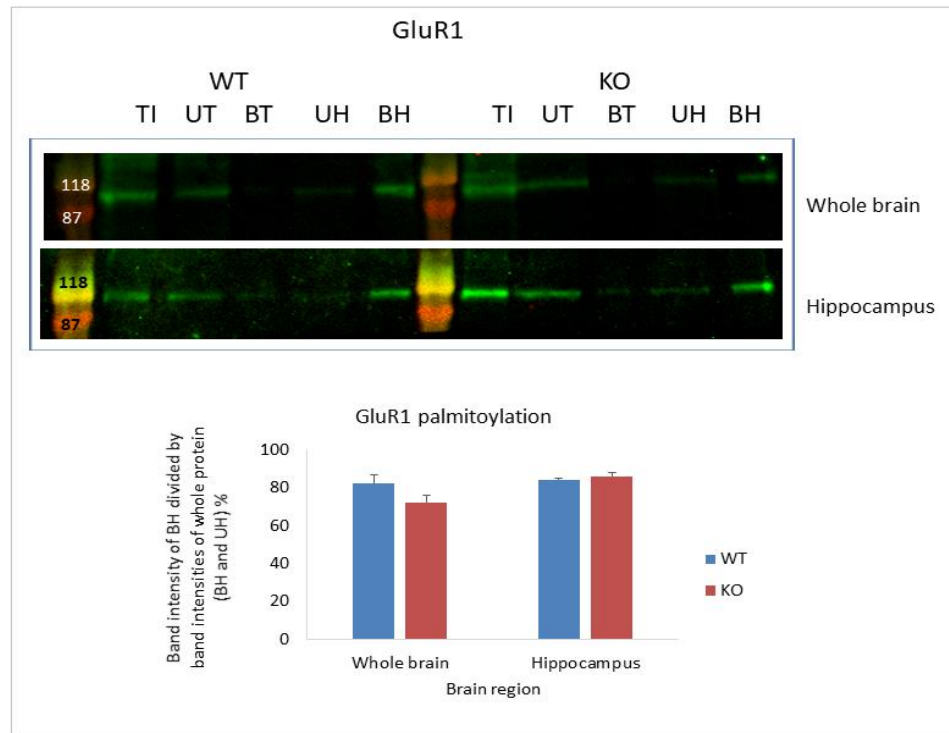 GluR1
WT KO
TI UT BT UH BH TI UT BT UH BH
118
87
Whole brain
118
87
Hippocampus
GluR1 palmitoylation
Band intensity of BH divided by
band intensities of whole protein
(BH and UH) %
100
80
60
40
20
0
WT
KO
Whole brain Hippocampus
Brain region